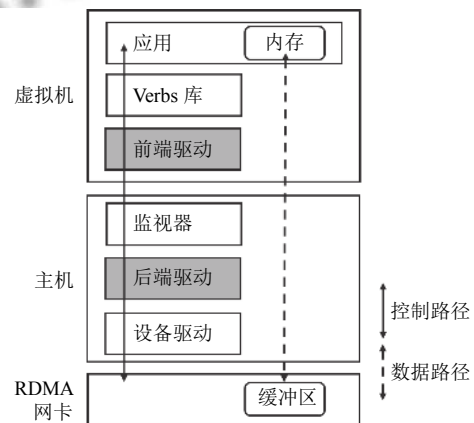 应用
内存
虚拟机
Verbs 库
前端驱动
监视器
主机
后端驱动
控制路径
设备驱动
数据路径
RDMA
网卡
缓冲区